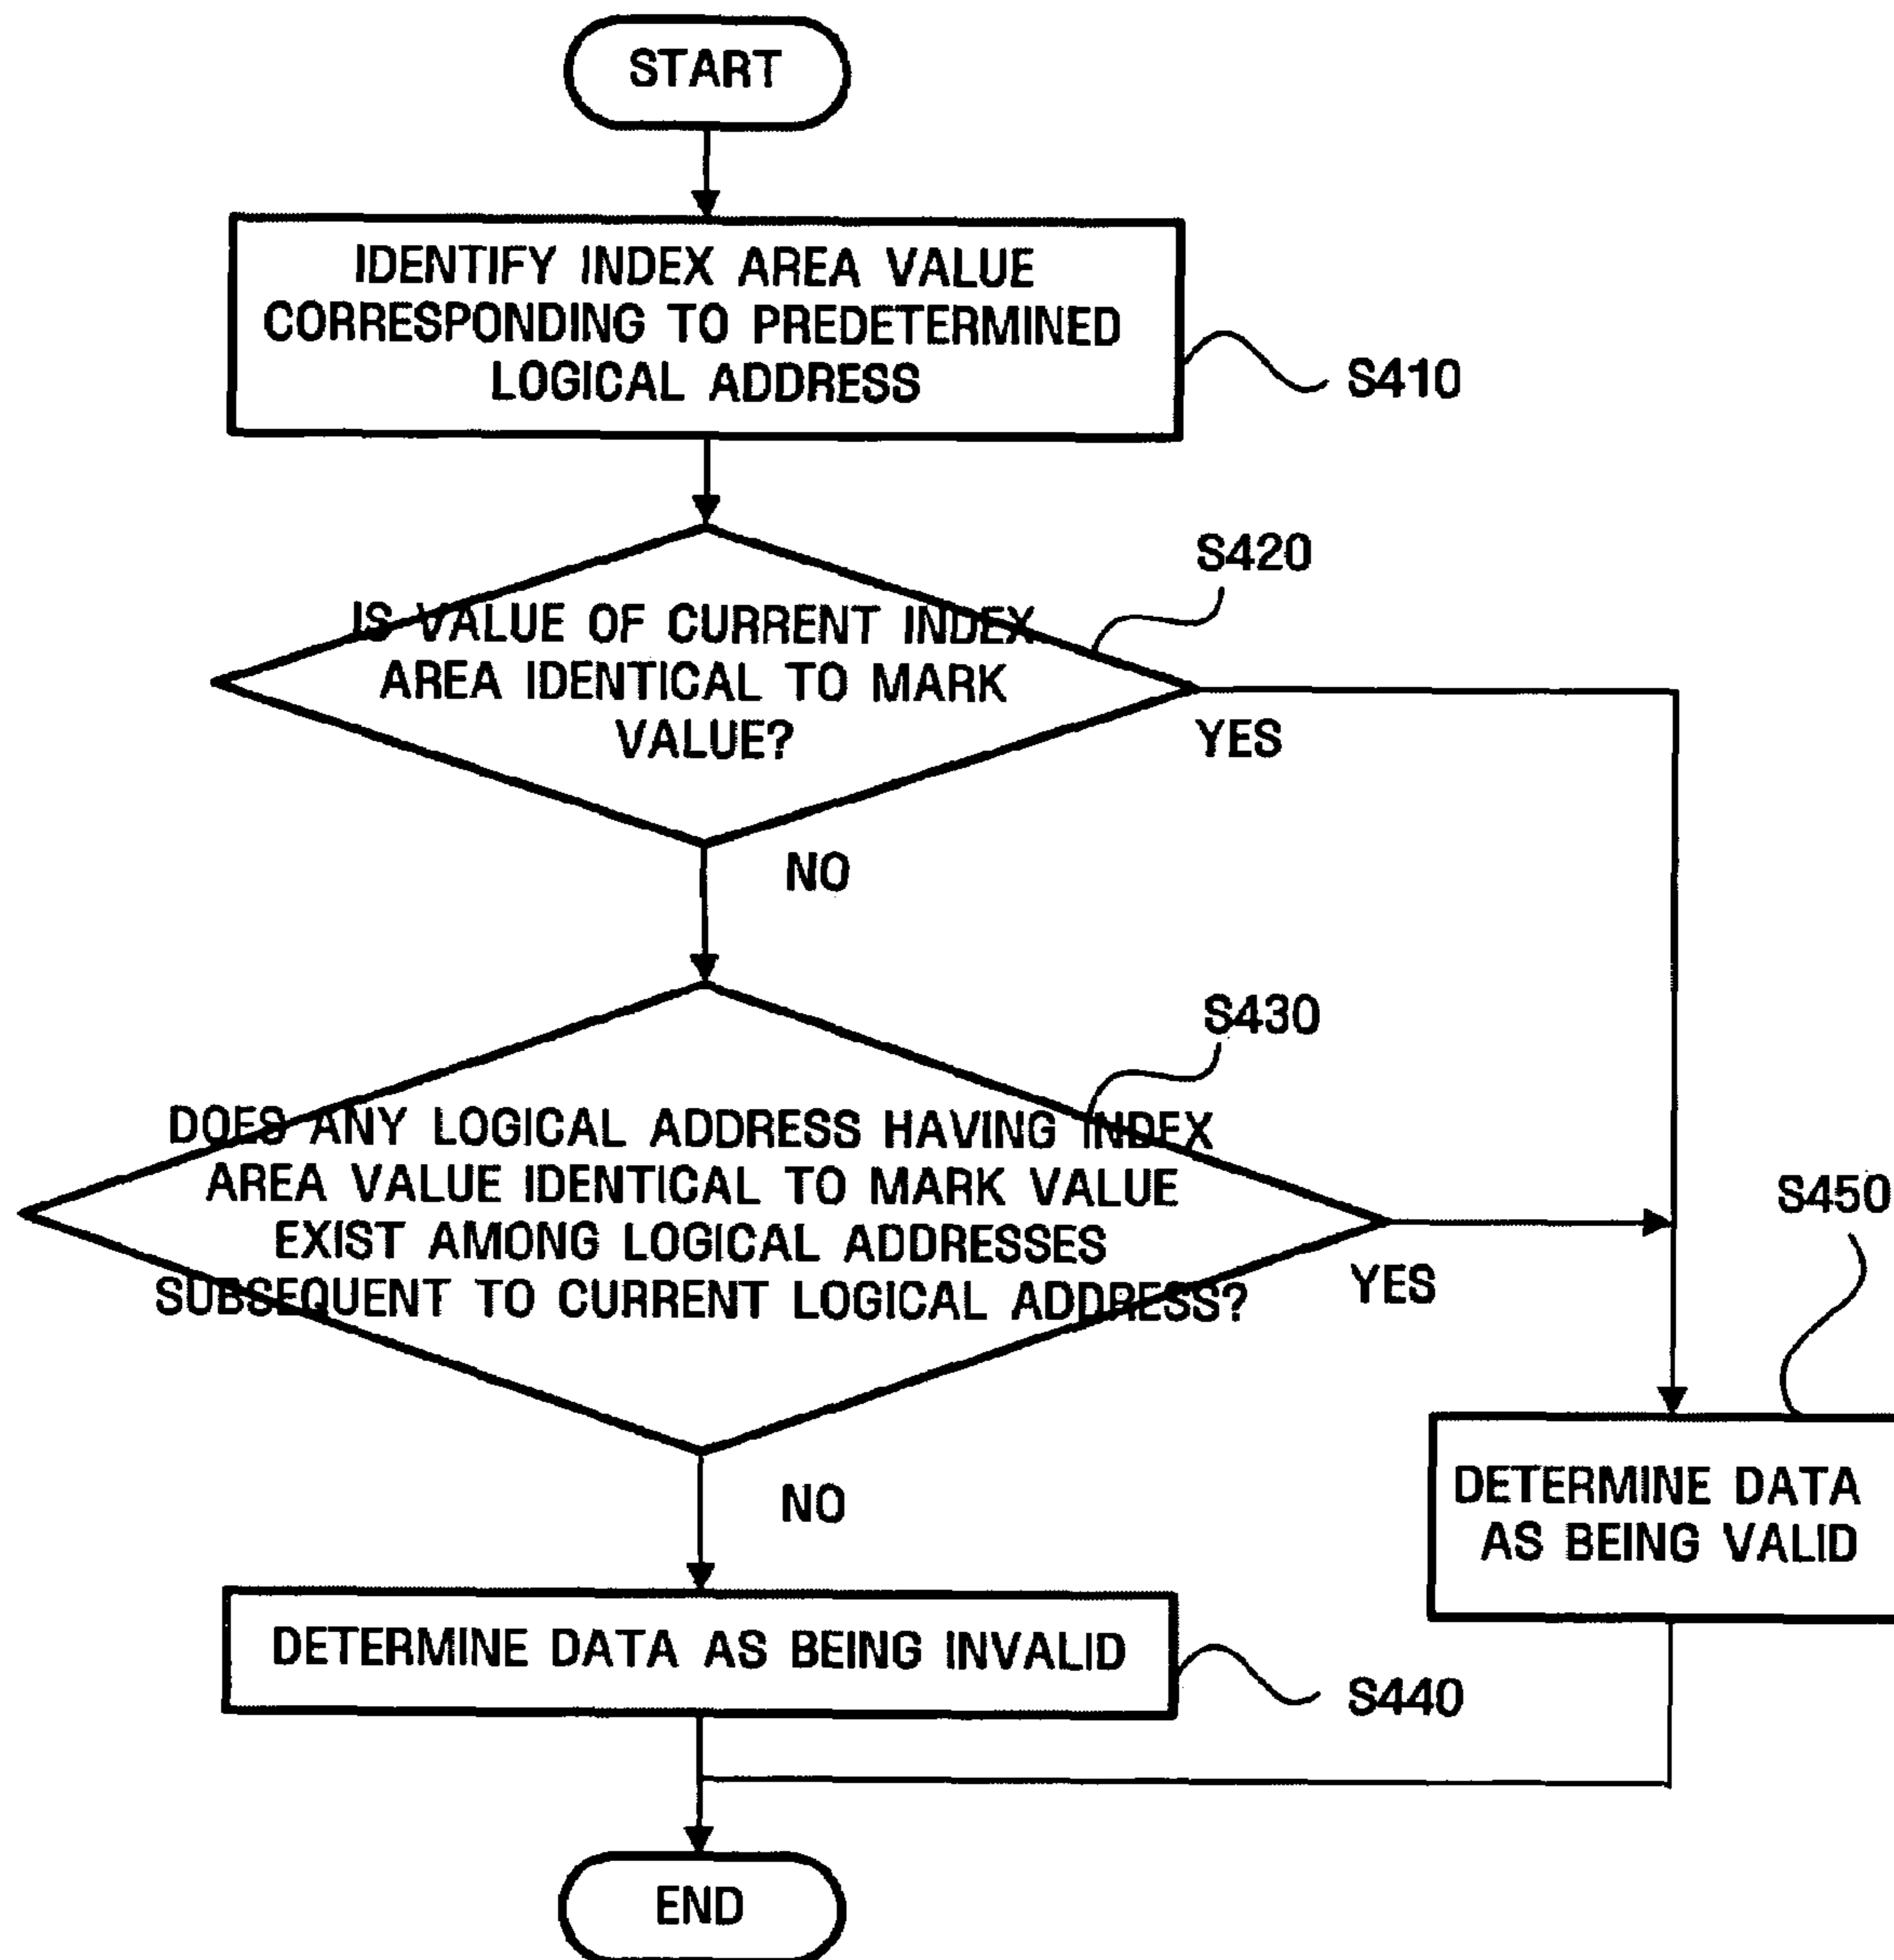 START
IDENTIFY INDEX AREA VALUE
CORRESPONDING TO PREDETERMINED
LOGICAL ADDRESS
S410
S420
IS VALUE OF CURRENT INDEX
AREA IDENTICAL TO MARK
VALUE?
YES
NO
S430
DOES ANY LOGICAL ADDRESS HAVING INDEX
AREA VALUE IDENTICAL TO MARK VALUE
EXIST AMONG LOGICAL ADDRESSES
SUBSEQUENT TO CURRENT LOGICAL ADDRESS?
YES
S450
NO
DETERMINE DATA
AS BEING VALID
DETERMINE DATA AS BEING INVALID
S440
END